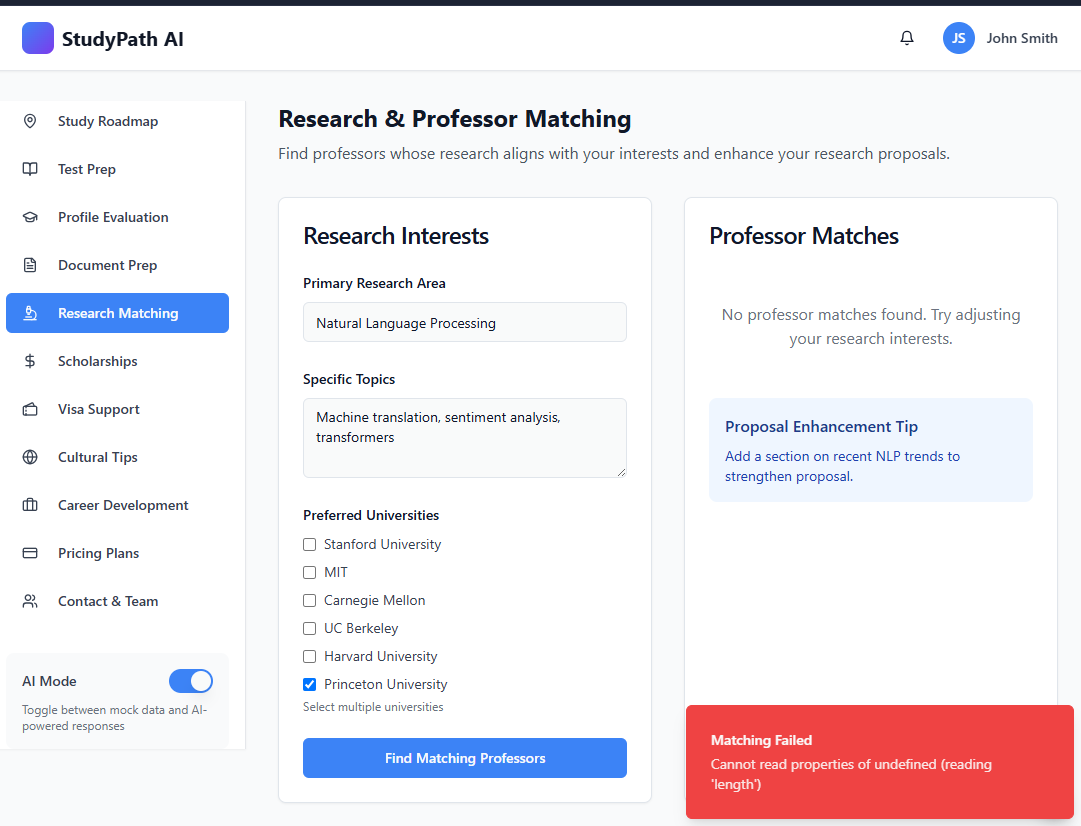 StudyPath AI
JS
John Smith
Study Roadmap
Test Prep
Profile Evaluation
Document Prep
Research Matching
Scholarships
Visa Support
Cultural Tips
Career Development
Pricing Plans
Contact & Team
AI Mode
Toggle between mock data and AI-
powered responses
Research & Professor Matching
Find professors whose research aligns with your interests and enhance your research proposals.
Research Interests
Primary Research Area
Natural Language Processing
Specific Topics
Machine translation, sentiment analysis,
transformers
Preferred Universities
Stanford University
MIT
Carnegie Mellon
UC Berkeley
Harvard University
Princeton University
Select multiple universities
Find Matching Professors
Professor Matches
No professor matches found. Try adjusting
your research interests.
Proposal Enhancement Tip
Add a section on recent NLP trends to
strengthen proposal.
Matching Failed
Cannot read properties of undefined (reading
'length')